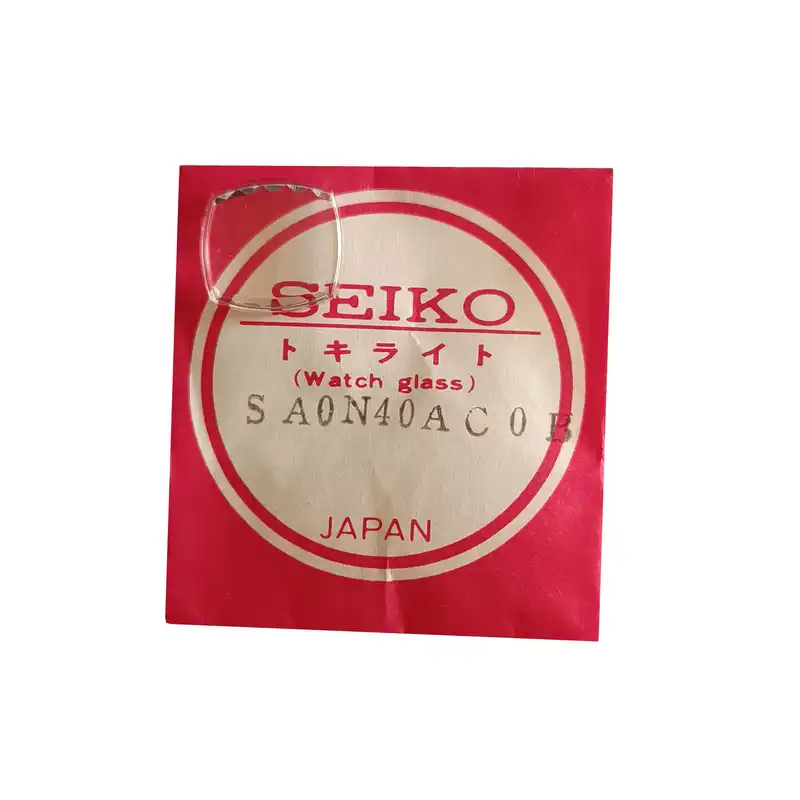 SEIKO
トキライト
(Watch glass)
SA0N40AC0B
JAPAN